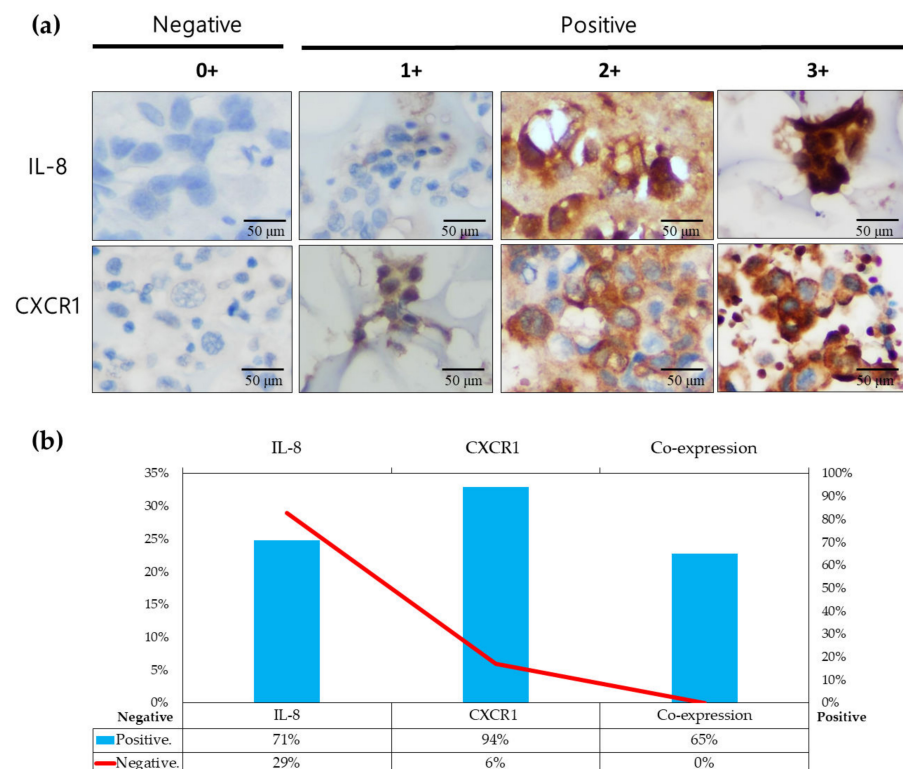 (a)
Negative Positive
0+ 1+ 2+ 3+
IL-8
50 μm 50 μm 50 μm 50 μm
CXCR1
50 μm 50 μm 50 μm 50 μm
(b)
IL-8 CXCR1 Co-expression
35% 100%
30% 90%
25% 80%
20% 70%
15% 60%
10% 50%
5% 40%
0% 30%
20%
10%
0%
Negative IL-8 CXCR1 Co-expression Positive
Positive. 71% 94% 65%
Negative. 29% 6% 0%